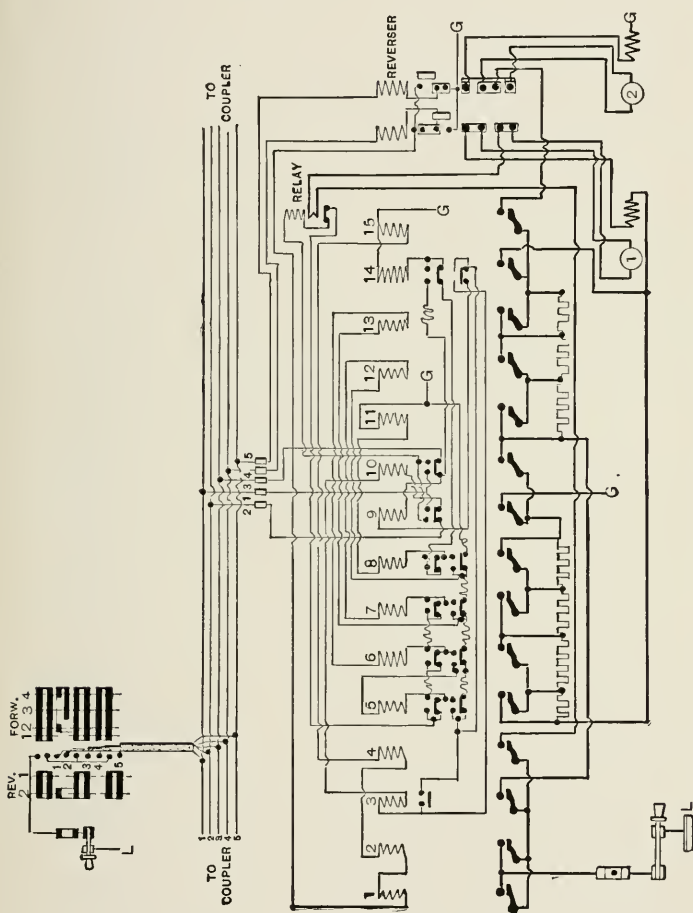 FORW.
1 2 3 4
REV.
2 1
1
2
3
4
5
L
TO
COUPLER
1
2
3
4
5
TO
COUPLER
2 1 3 4 5
REVERSER
RELAY
G
1 2 3 4 5 6 7 8 9 10 11 12 13 14 15
G
G
G
G
1
2
L